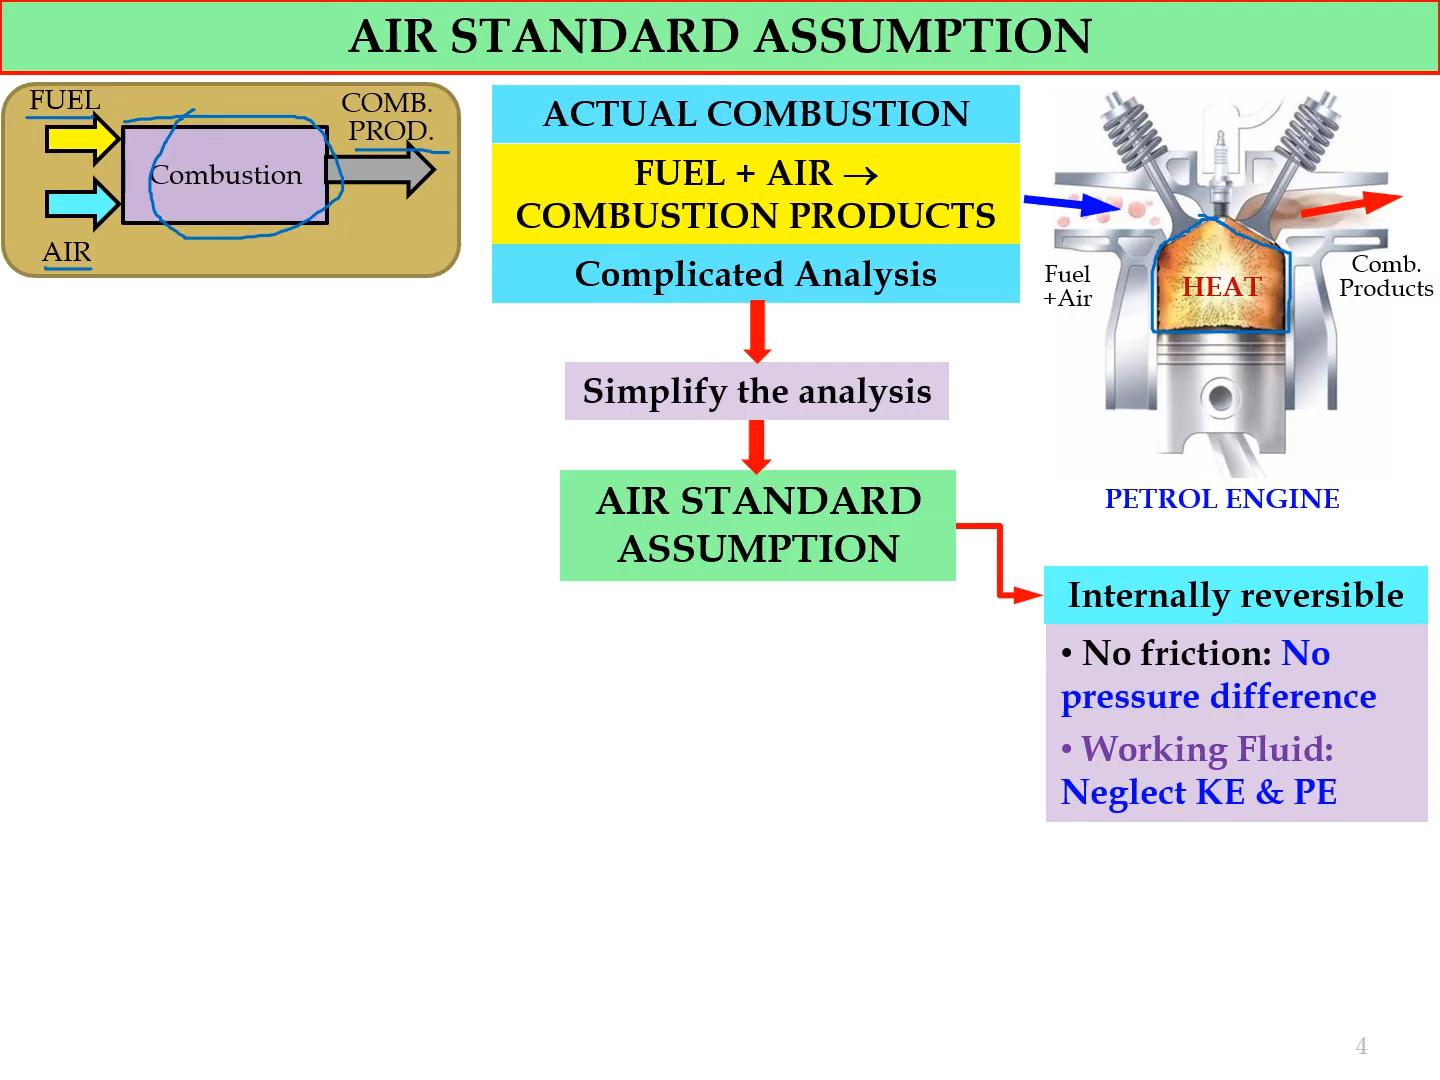 AIR STANDARD ASSUMPTION
FUEL
COMB.
PROD.
Combustion
AIR
ACTUAL COMBUSTION
FUEL + AIR →
COMBUSTION PRODUCTS
Complicated Analysis
Simplify the analysis
AIR STANDARD
ASSUMPTION
Fuel
+Air
HEAT
Comb.
Products
PETROL ENGINE
Internally reversible
• No friction: No
pressure difference
• Working Fluid:
Neglect KE & PE
4